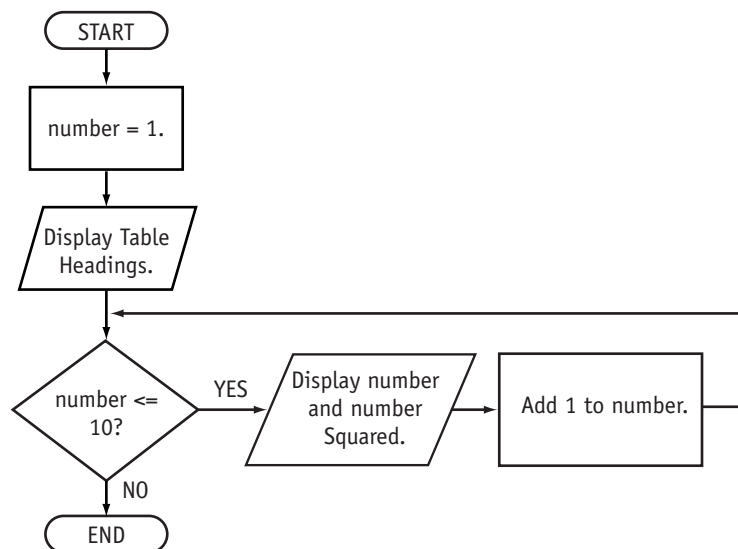 START
number = 1.
Display Table
Headings.
number <=
10?
YES
Display number
and number
Squared.
Add 1 to number.
NO
END